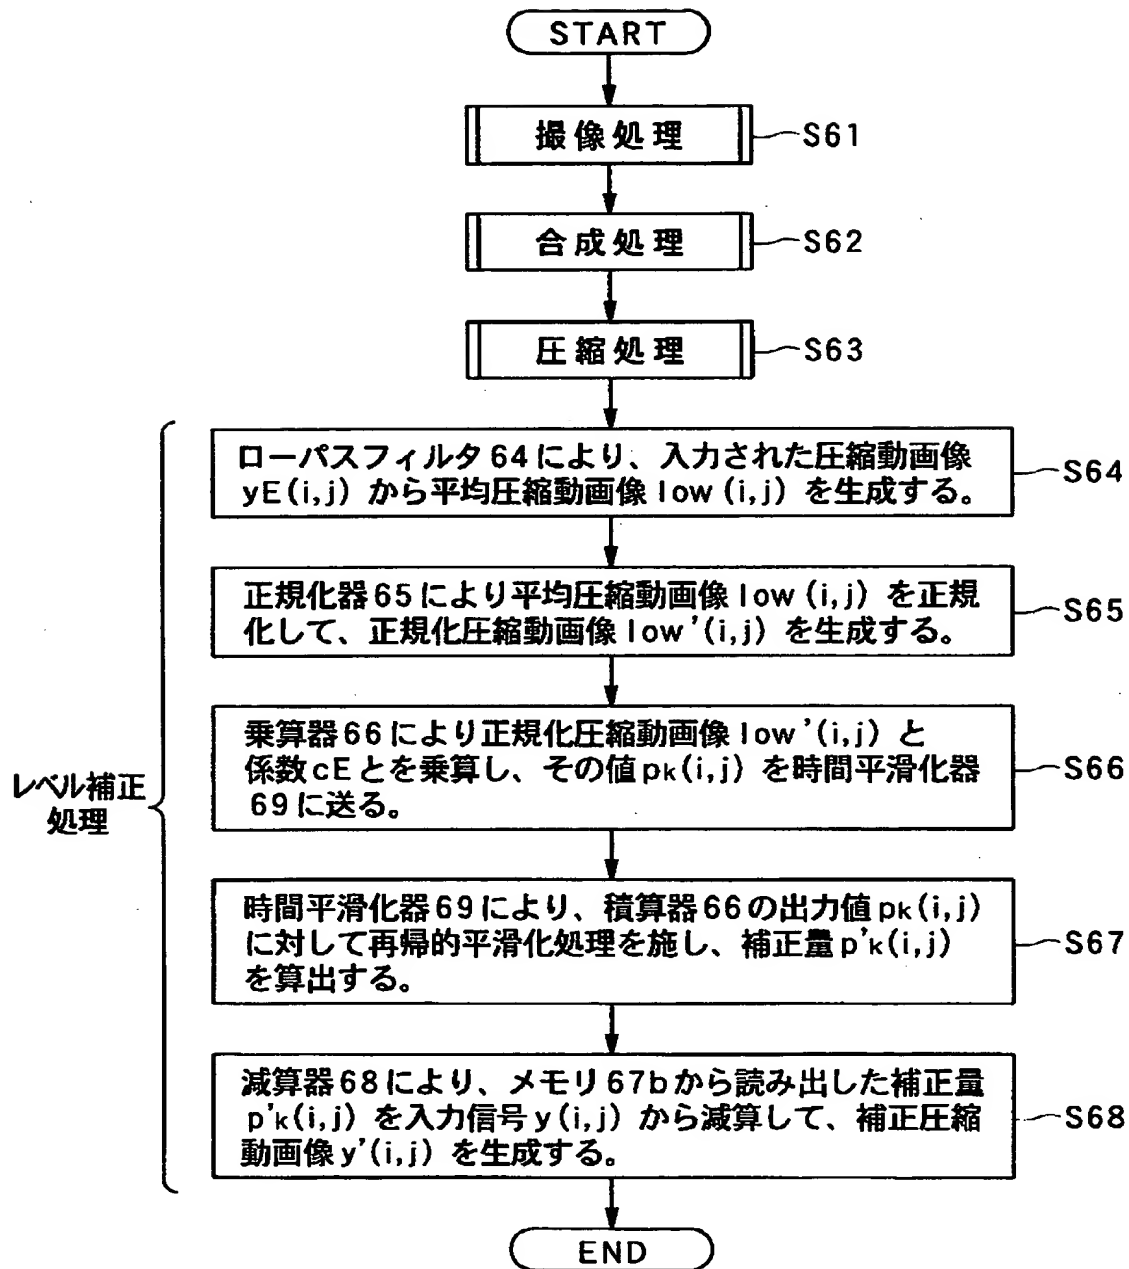 START
撮像処理
S61
合成処理
S62
圧縮処理
S63
ローパスフィルタ64により、入力された圧縮動画像
yE(i,j)から平均圧縮動画像low(i,j)を生成する。
S64
正規化器65により平均圧縮動画像low(i,j)を正規
化して、正規化圧縮動画像low'(i,j)を生成する。
S65
乗算器66により正規化圧縮動画像low'(i,j)と
係数cEとを乗算し、その値pk(i,j)を時間平滑化器
69に送る。
S66
レベル補正
処理
時間平滑化器69により、積算器66の出力値pk(i,j)
に対して再帰的平滑化処理を施し、補正量p'k(i,j)
を算出する。
S67
減算器68により、メモリ67bから読み出した補正量
p'k(i,j)を入力信号y(i,j)から減算して、補正圧縮
動画像y'(i,j)を生成する。
S68
END